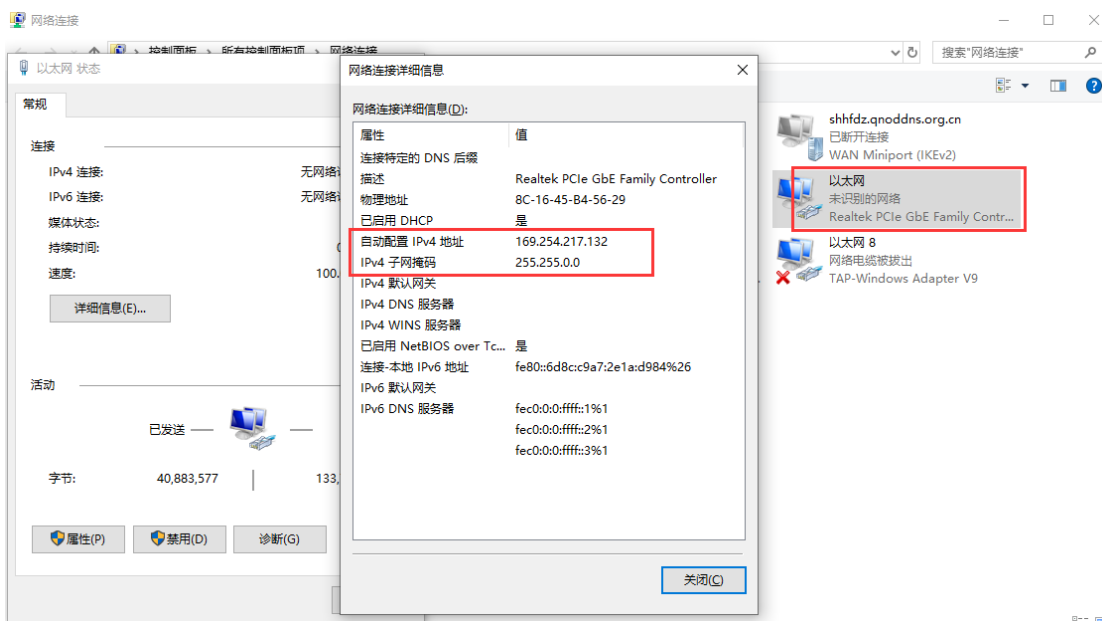 网络连接
控制面板 › 所有控制面板项 › 网络连接
搜索"网络连接"
以太网 状态
常规
连接
IPv4 连接:
无网络
IPv6 连接:
无网络
媒体状态:
持续时间:
速度:
100.
详细信息(E)...
活动
已发送
字节:
40,883,577
133,
属性(P)
禁用(D)
诊断(G)
网络连接详细信息
网络连接详细信息(D):
属性 值
连接特定的 DNS 后缀
描述 Realtek PCIe GbE Family Controller
物理地址 8C-16-45-B4-56-29
已启用 DHCP 是
自动配置 IPv4 地址 169.254.217.132
IPv4 子网掩码 255.255.0.0
IPv4 默认网关
IPv4 DNS 服务器
IPv4 WINS 服务器
已启用 NetBIOS over Tc... 是
连接-本地 IPv6 地址 fe80::6d8c:c9a7:2e1a:d984%26
IPv6 默认网关
IPv6 DNS 服务器 fec0:0:0:ffff::1%1
fec0:0:0:ffff::2%1
fec0:0:0:ffff::3%1
关闭(C)
shhfdz.qnoddns.org.cn
已断开连接
WAN Miniport (IKEv2)
以太网
未识别的网络
Realtek PCIe GbE Family Contr...
以太网 8
网络电缆被拔出
TAP-Windows Adapter V9